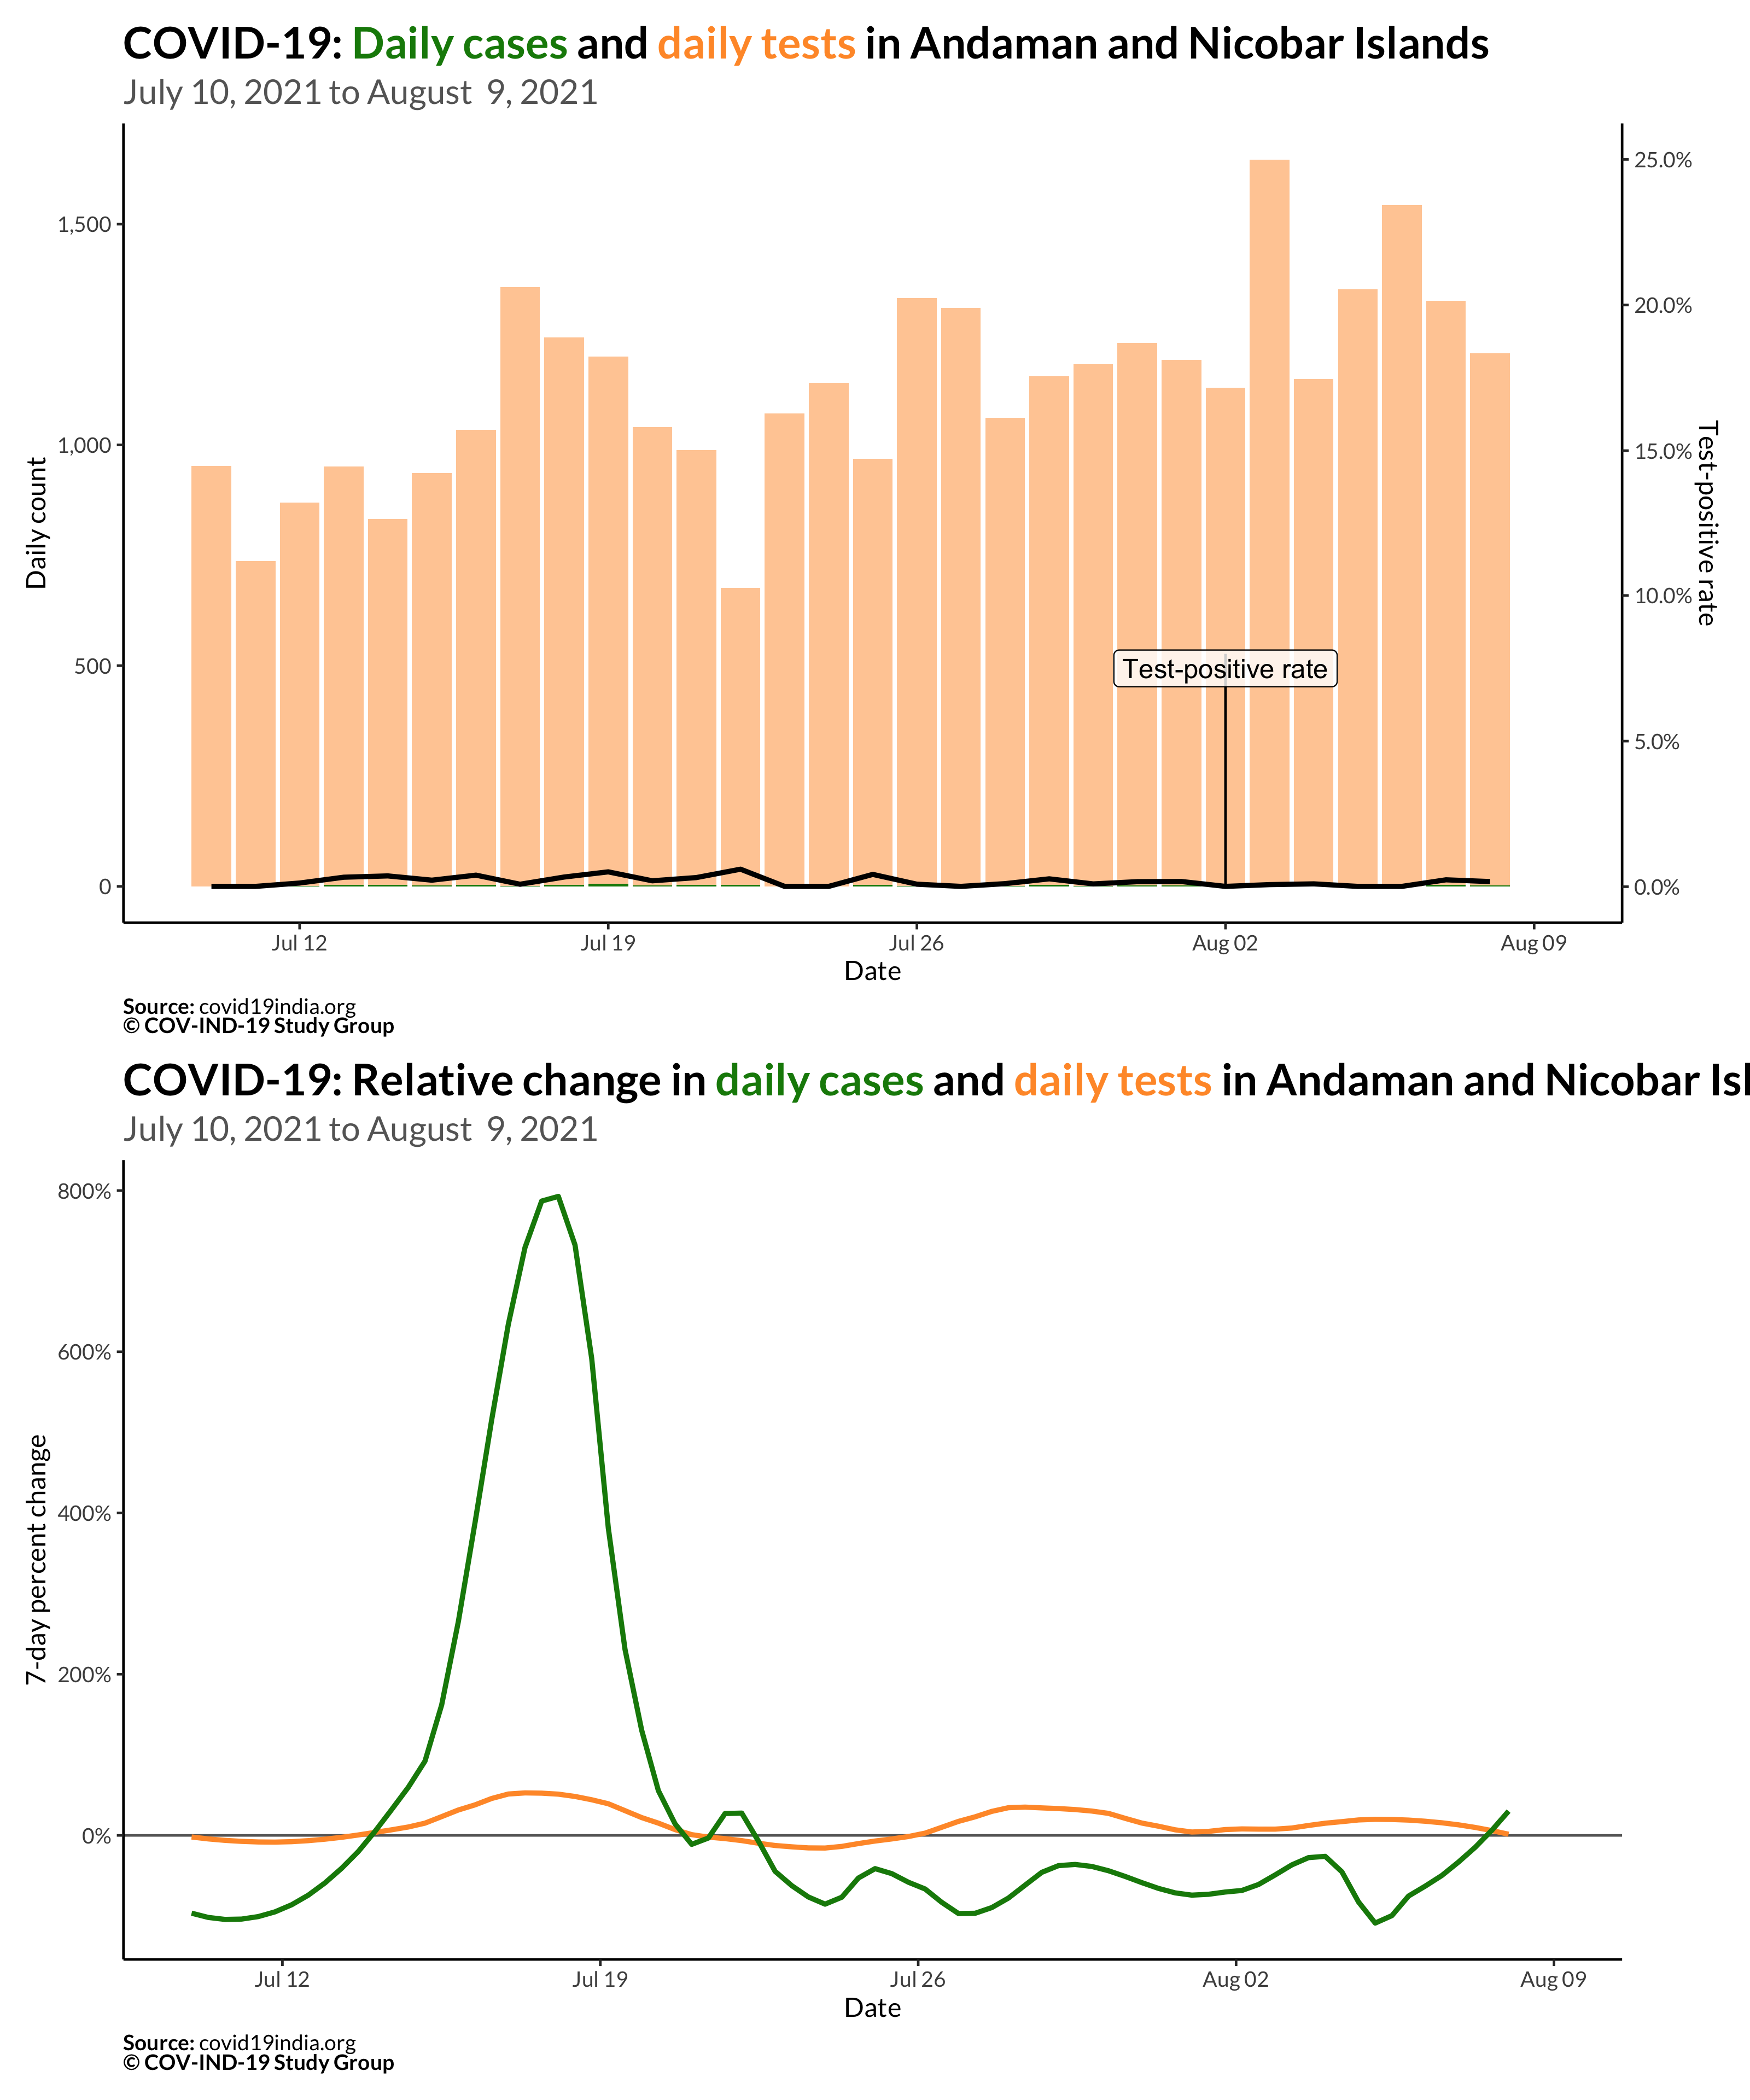 COVID-19: Daily cases and daily tests in Andaman and Nicobar Islands
July 10, 2021 to August  9, 2021
25.0%
1,500
20.0%
1,000
15.0%
Daily count
Test-positive rate
10.0%
500
Test-positive rate
5.0%
0
0.0%
Jul 12
Jul 19
Jul 26
Aug 02
Aug 09
Date
Source: covid19india.org
© COV-IND-19 Study Group
COVID-19: Relative change in daily cases and daily tests in Andaman and Nicobar Isl
July 10, 2021 to August  9, 2021
800%
600%
400%
7-day percent change
200%
0%
Jul 12
Jul 19
Jul 26
Aug 02
Aug 09
Date
Source: covid19india.org
© COV-IND-19 Study Group